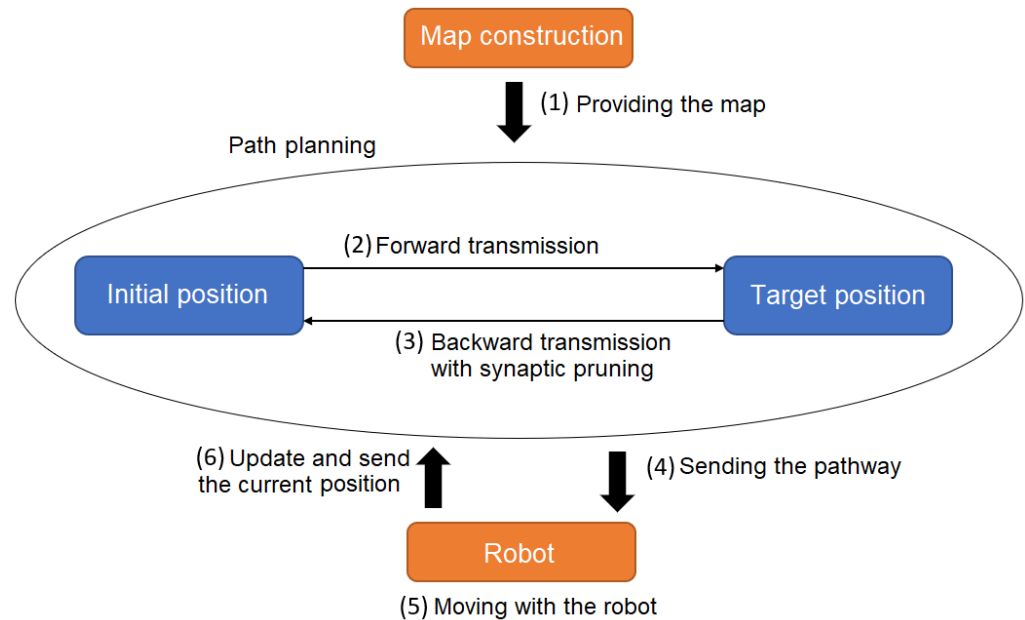 Map construction
(1) Providing the map
Path planning
(2) Forward transmission
Initial position
Target position
(3) Backward transmission
with synaptic pruning
(6) Update and send
the current position
(4) Sending the pathway
Robot
(5) Moving with the robot